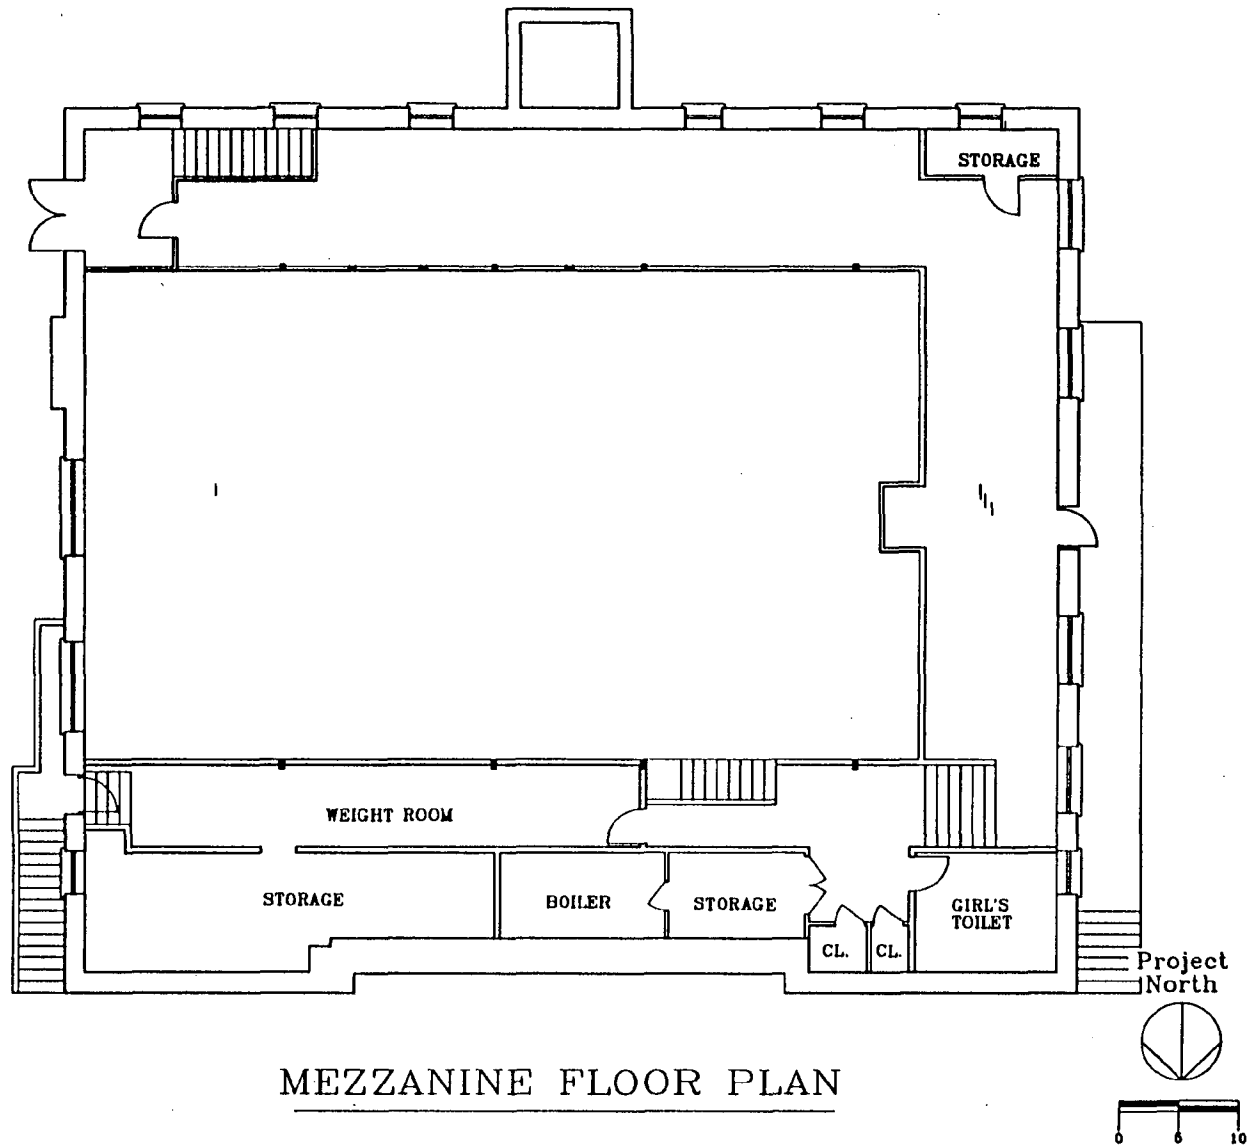 STORAGE
WEIGHT ROOM
STORAGE
BOILER
STORAGE
GIRL'S
TOILET
CL.
CL.
Project
North
MEZZANINE FLOOR PLAN
0 5 10